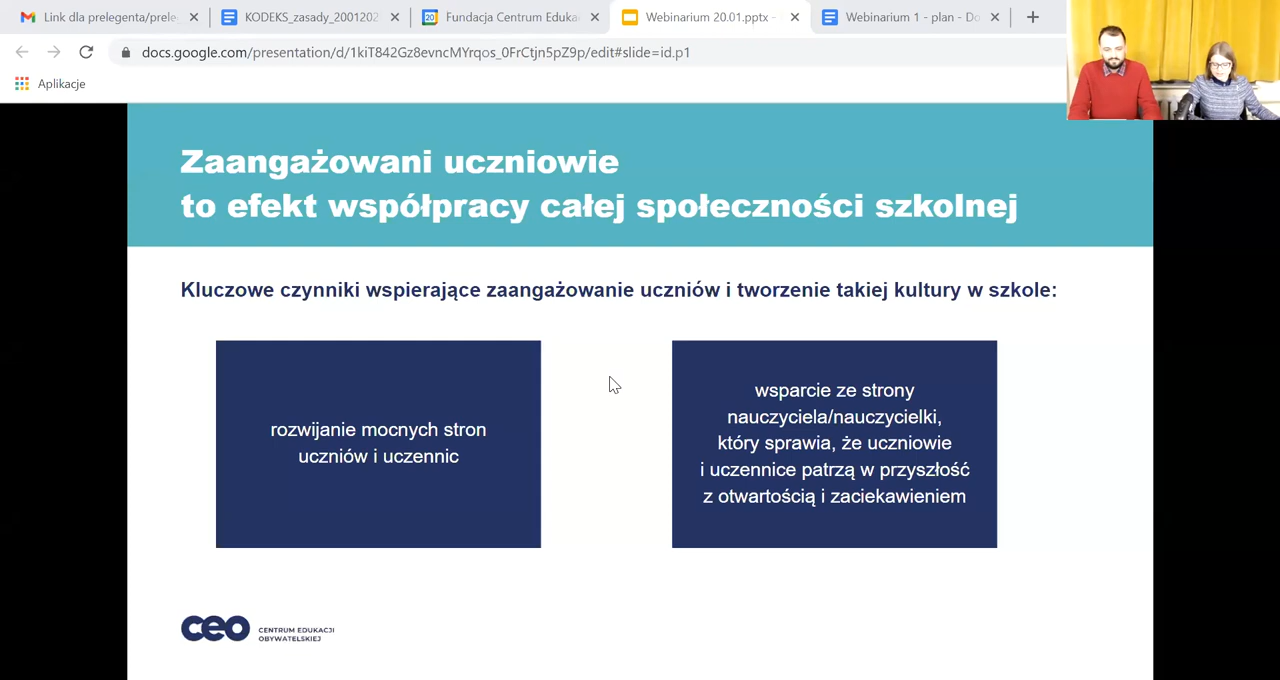 Link dla prelegenta/prele
KODEKS_zasady_2001202
20
Fundacja Centrum Eduka
Webinarium 20.01.pptx -
Webinarium 1 - plan - Do
docs.google.com/presentation/d/1kiT842Gz8evncMYrqos_0FrCtjn5pZ9p/edit#slide=id.p1
Aplikacje
Zaangażowani uczniowie
to efekt współpracy całej społeczności szkolnej
Kluczowe czynniki wspierające zaangażowanie uczniów i tworzenie takiej kultury w szkole:
rozwijanie mocnych stron
uczniów i uczennic
wsparcie ze strony
nauczyciela/nauczycielki,
który sprawia, że uczniowie
i uczennice patrzą w przyszłość
z otwartością i zaciekawieniem
ceo
CENTRUM EDUKACJI
OBYWATELSKIEJ